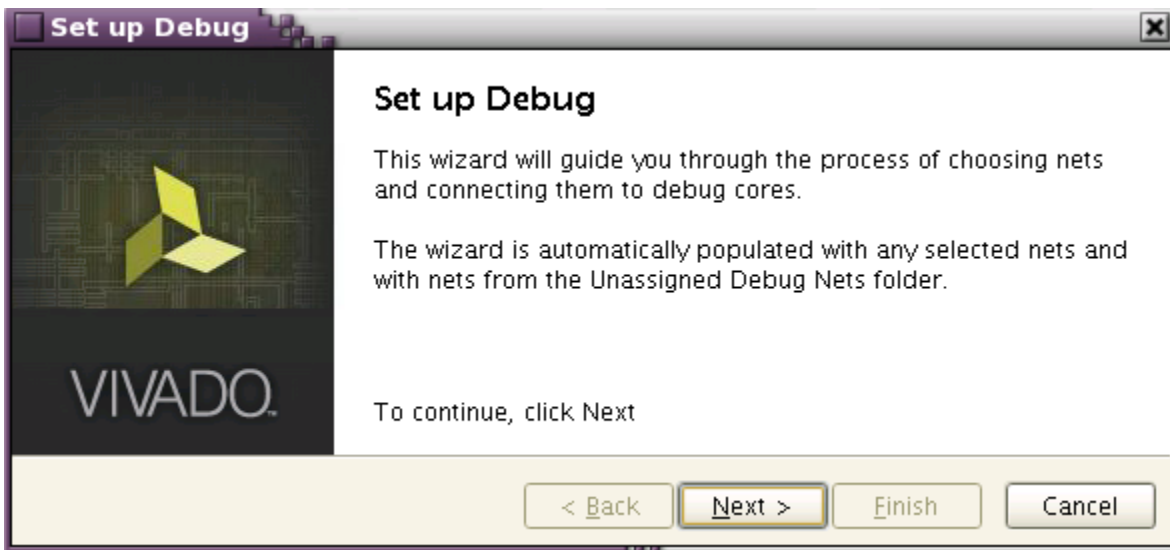 Set up Debug
Set up Debug
This wizard will guide you through the process of choosing nets
and connecting them to debug cores.
The wizard is automatically populated with any selected nets and
with nets from the Unassigned Debug Nets folder.
VIVADO™
To continue, click Next
< Back
Next >
Finish
Cancel